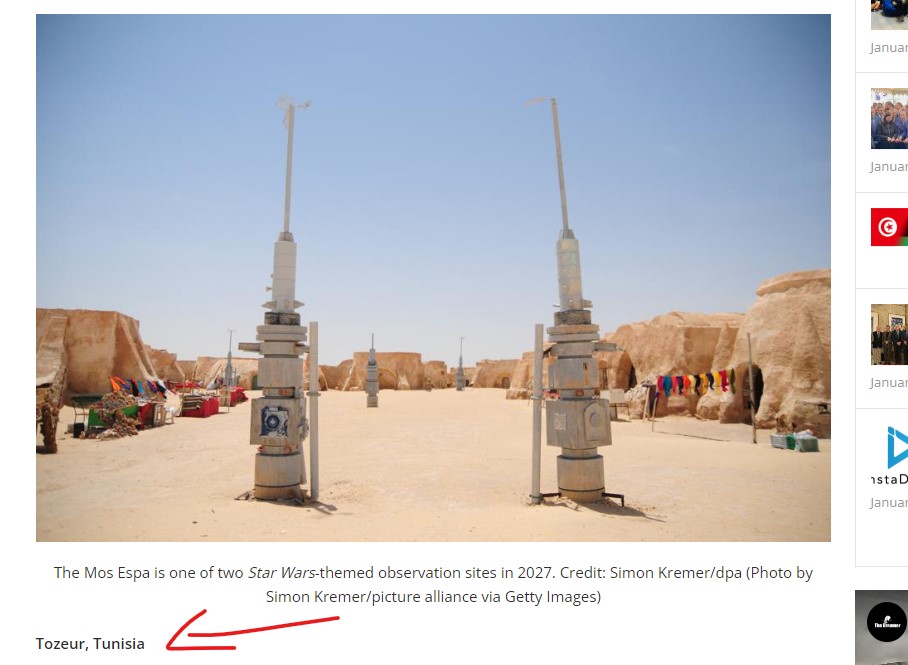 The Mos Espa is one of two Star Wars-themed observation sites in 2027. Credit: Simon Kremer/dpa (Photo by
Simon Kremer/picture alliance via Getty Images)
Tozeur, Tunisia
Januar
Januar
Januar
nstaD
Januar